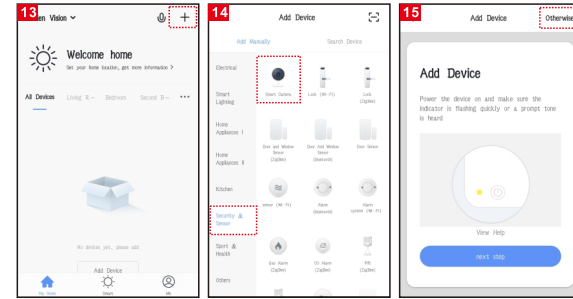 13
en Vision
Welcome home
Set your home location, get more information >
All Devices Living R… Bedroom Second B…
No devices yes, please add
Add Device
My Home Smart Me
14
Add Device
Add Manually Search Device
Electrical
Smart
Lighting
Home
Appliances I
Home
Appliances II
Kitchen
Security &
Sensor
Sport &
Health
Others
Smart Camera
Lock (Wi-Fi)
Lock
(ZigBee)
Door and Window
Sensor
(ZigBee)
Door And Window
Sensor
(bluetooth)
Door Sensor
sensor (Wi-Fi)
Alarm
(bluetooth)
Alarm
system (Wi-Fi)
Gas Alarm
(ZigBee)
CO Alarm
(ZigBee)
(ZigBee)
15
Add Device Otherwise
Add Device
Power the device on and make sure the
indicator is flashing quickly or a prompt tone
is heard
View Help
next step